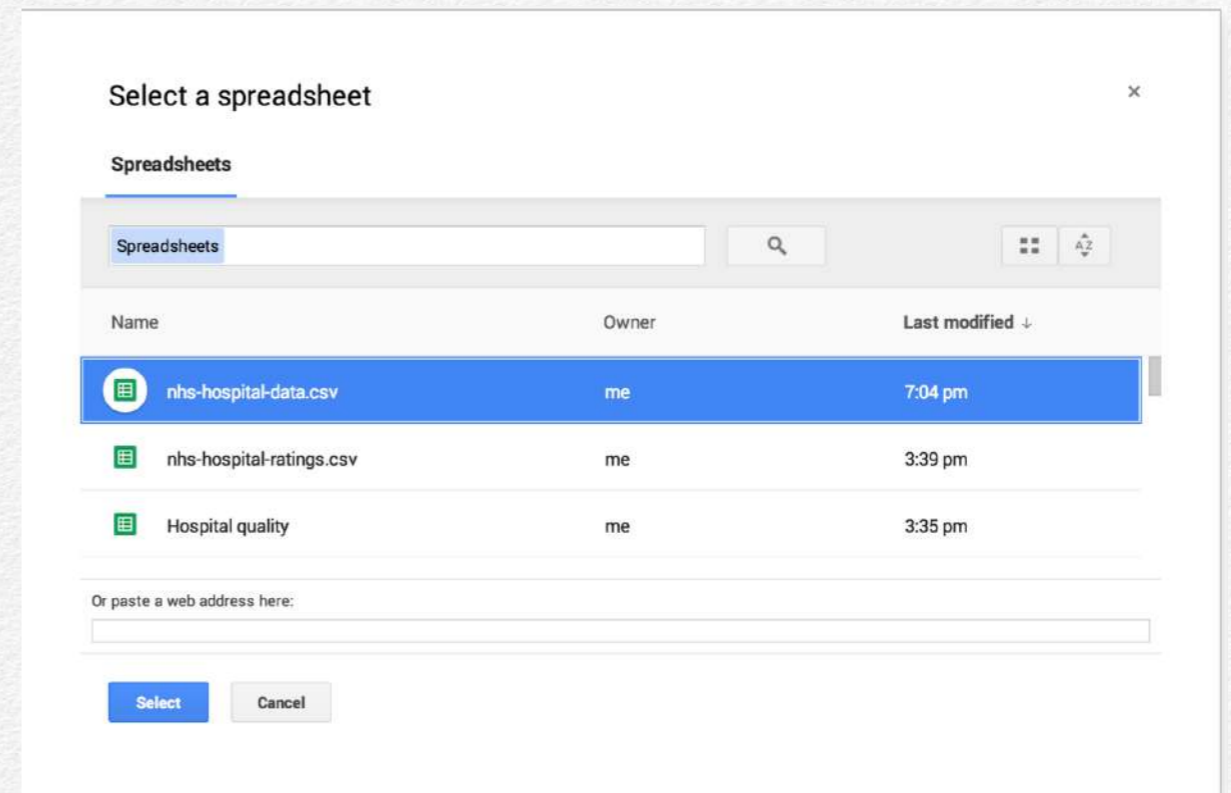 Select a spreadsheet ×
Spreadsheets
Spreadsheets AZ
Name Owner Last modified ↓
nhs-hospital-data.csv me 7:04 pm
nhs-hospital-ratings.csv me 3:39 pm
Hospital quality me 3:35 pm
Or paste a web address here:
Select Cancel